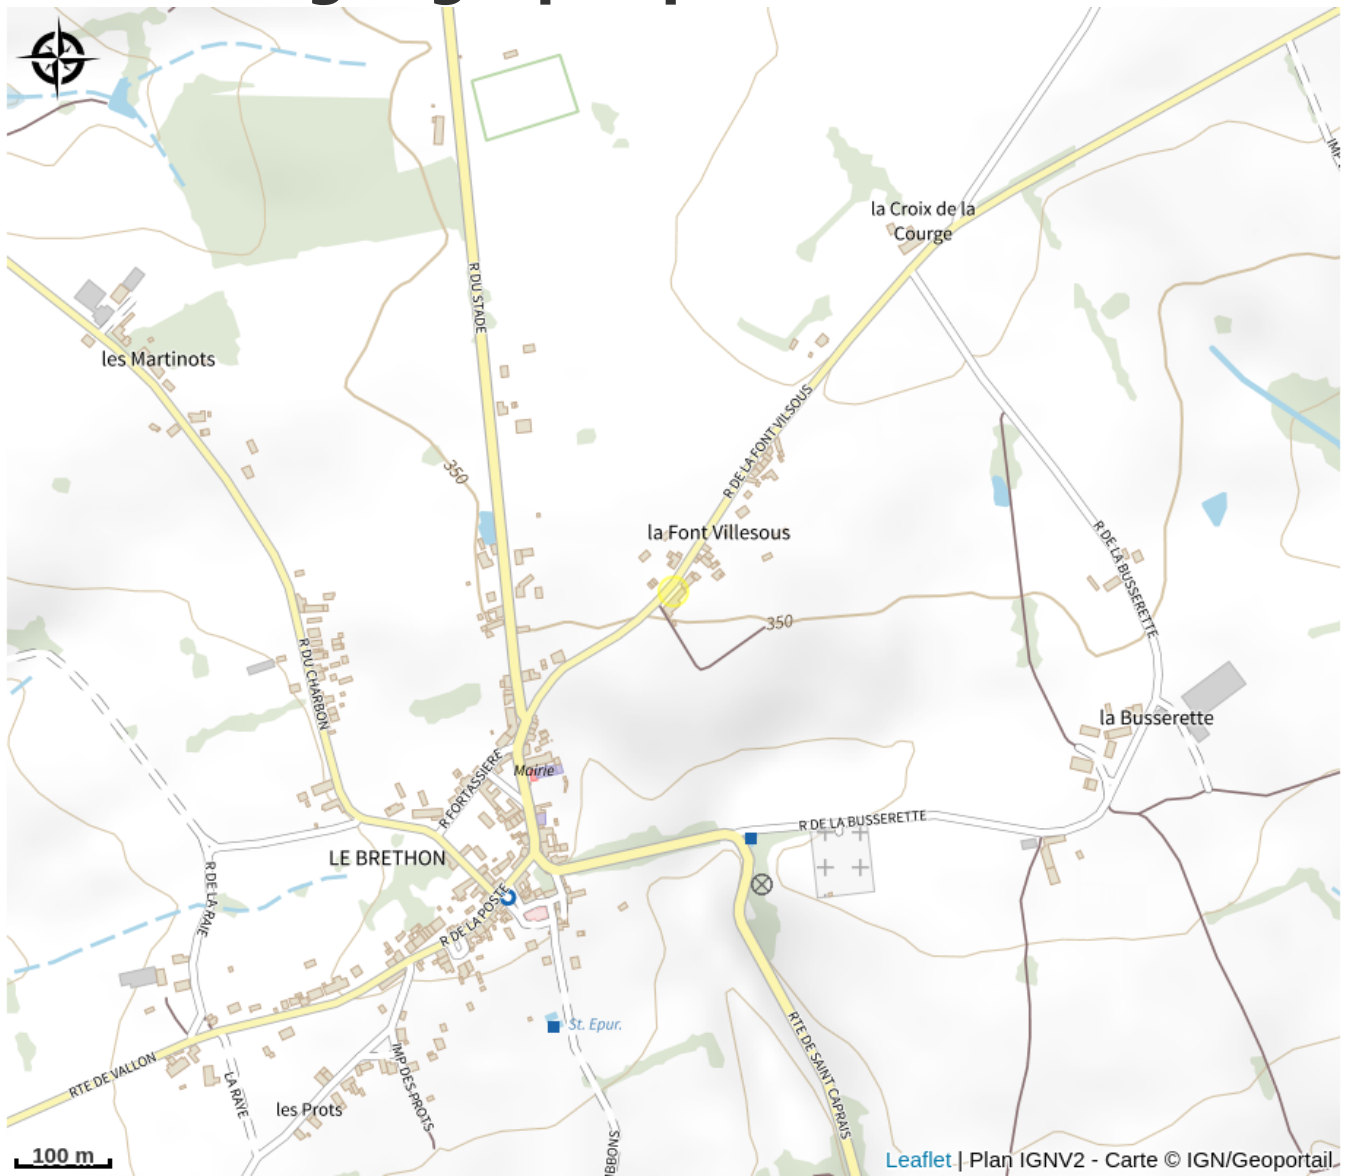 la Croix de la
Courge
R DU STADE
les Martinots
R DE LA FONT VILSOUS
350
la Font Villesous
R DE LA BUSSERETTE
350
R DU CHARBON
la Busserette
Mairie
R FORTASSIERE
R DE LA BUSSERETTE
LE BRETHON
R DE LA RAIE
R DE LA POSTE
St. Epur.
RTE DE SAINT CAPRAIS
RTE DE VALLON
LA RAYE
IMP DES PROTS
les Prots
IBBONS
100 m
Leaflet | Plan IGNV2 - Carte © IGN/Geoportail